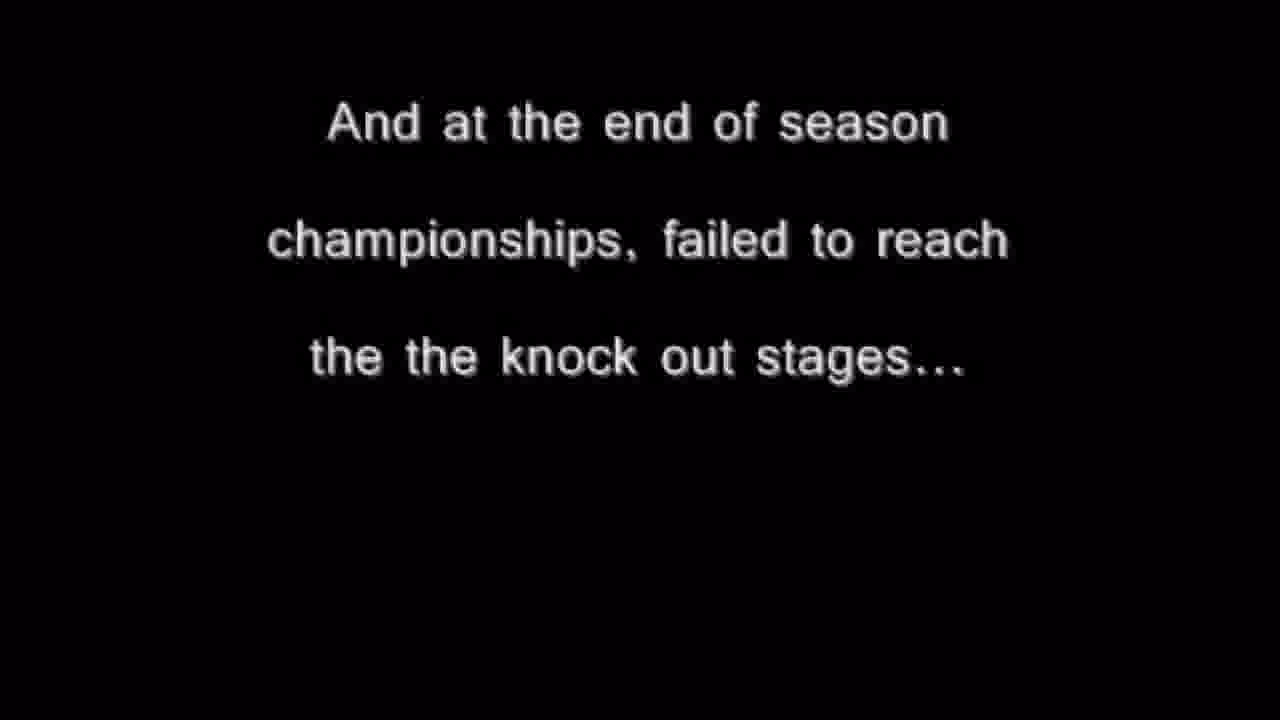 And at the end of season
championships, failed to reach
the the knock out stages...